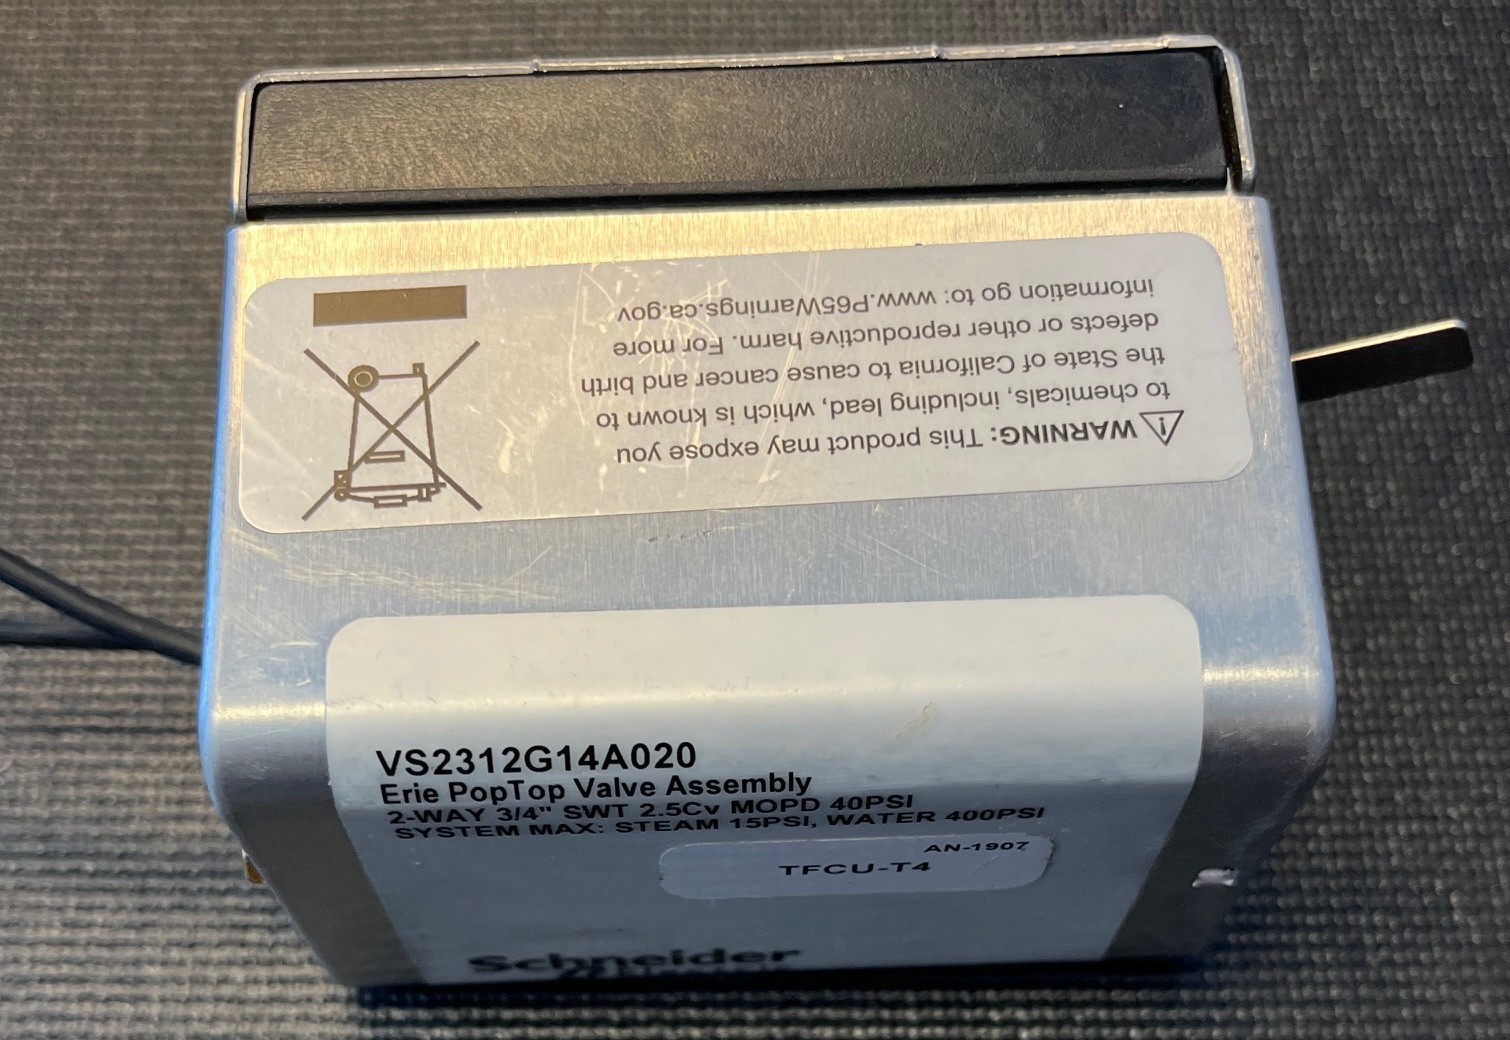 WARNING: This product may expose you
to chemicals, including lead, which is known to
the State of California to cause cancer and birth
defects or other reproductive harm. For more
information go to: www.P65Warnings.ca.gov
VS2312G14A020
Erie PopTop Valve Assembly
2-WAY 3/4" SWT 2.5Cv MOPD 40PSI
SYSTEM MAX: STEAM 15PSI, WATER 400PSI
AN-1907
TFCU-T4
Schneider